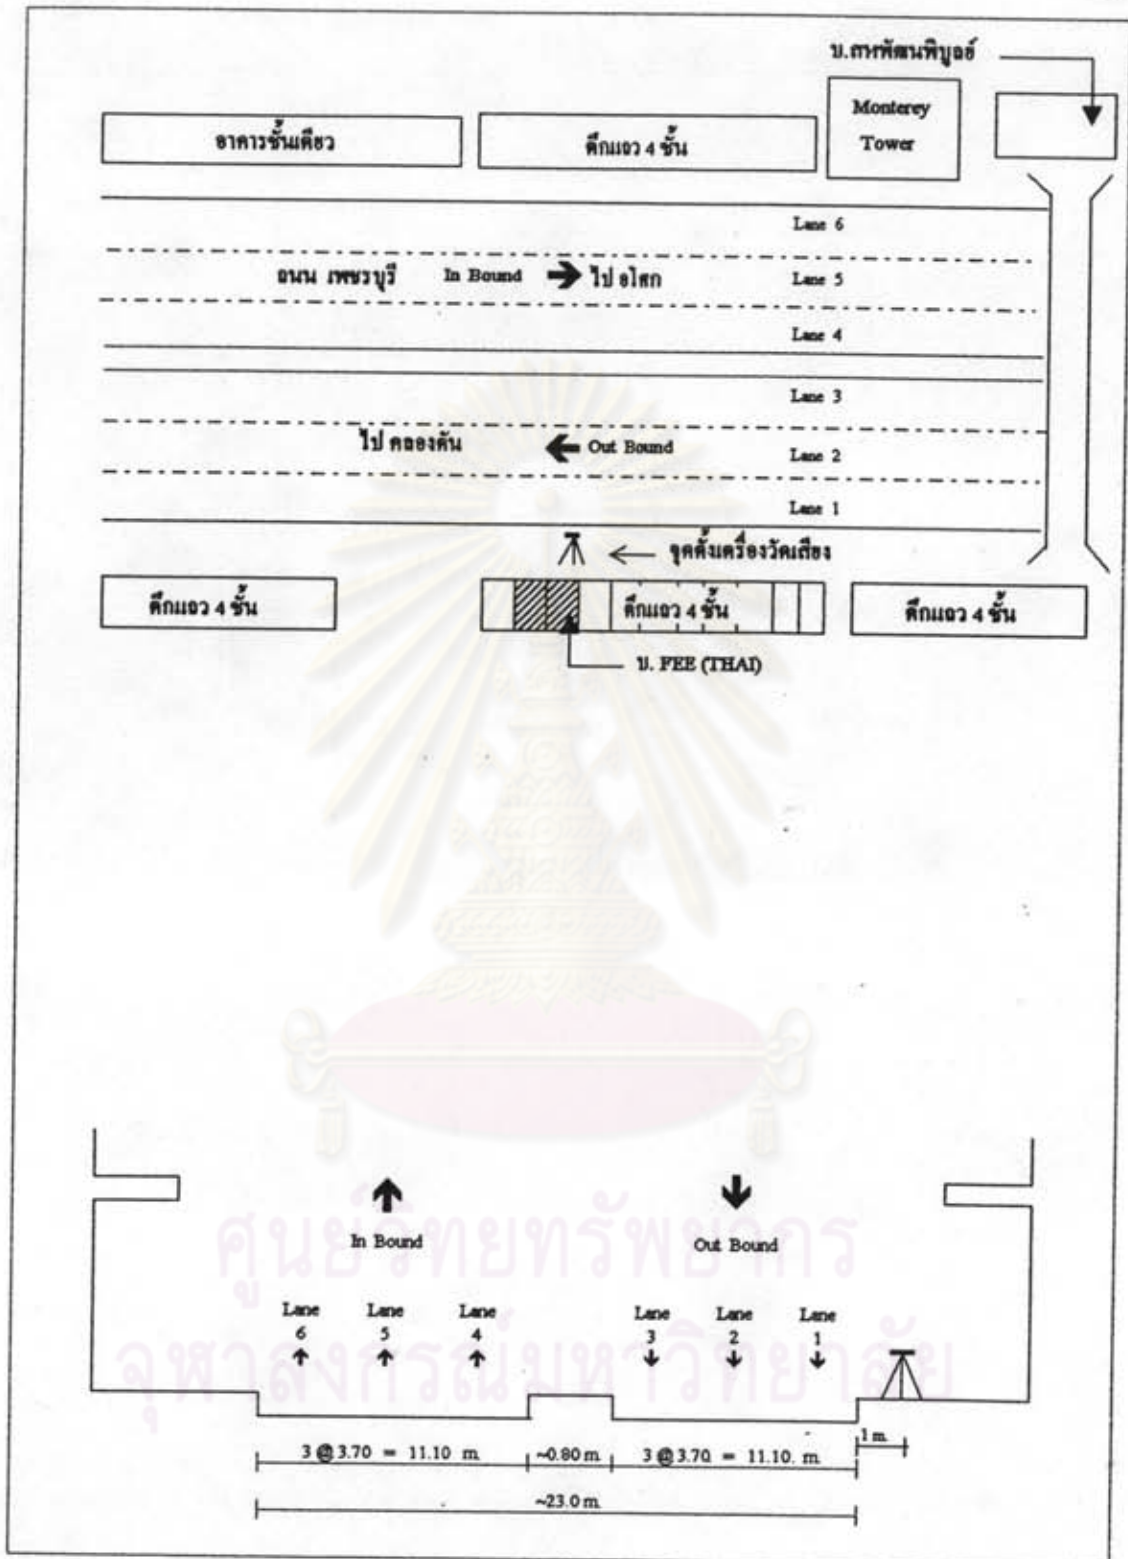 บ.สหพัฒนพิบูลย์
Monterey
Tower
อาคารชั้นเดียว
ตึกแถว 4 ชั้น
Lane 6
ถนน เพชรบุรี In Bound ไป อโศก Lane 5
Lane 4
Lane 3
ไป คลองตัน Out Bound Lane 2
Lane 1
จุดตั้งเครื่องวัดเสียง
ตึกแถว 4 ชั้น
ตึกแถว 4 ชั้น
ตึกแถว 4 ชั้น
บ. FEE (THAI)
In Bound
Out Bound
ศูนย์วิทยทรัพยากร
Lane Lane Lane Lane Lane Lane
6 5 4 3 2 1
จุฬาลงกรณ์มหาวิทยาลัย
1 m.
3 @ 3.70 = 11.10 m. ~0.80 m. 3 @ 3.70 = 11.10. m.
~23.0 m.